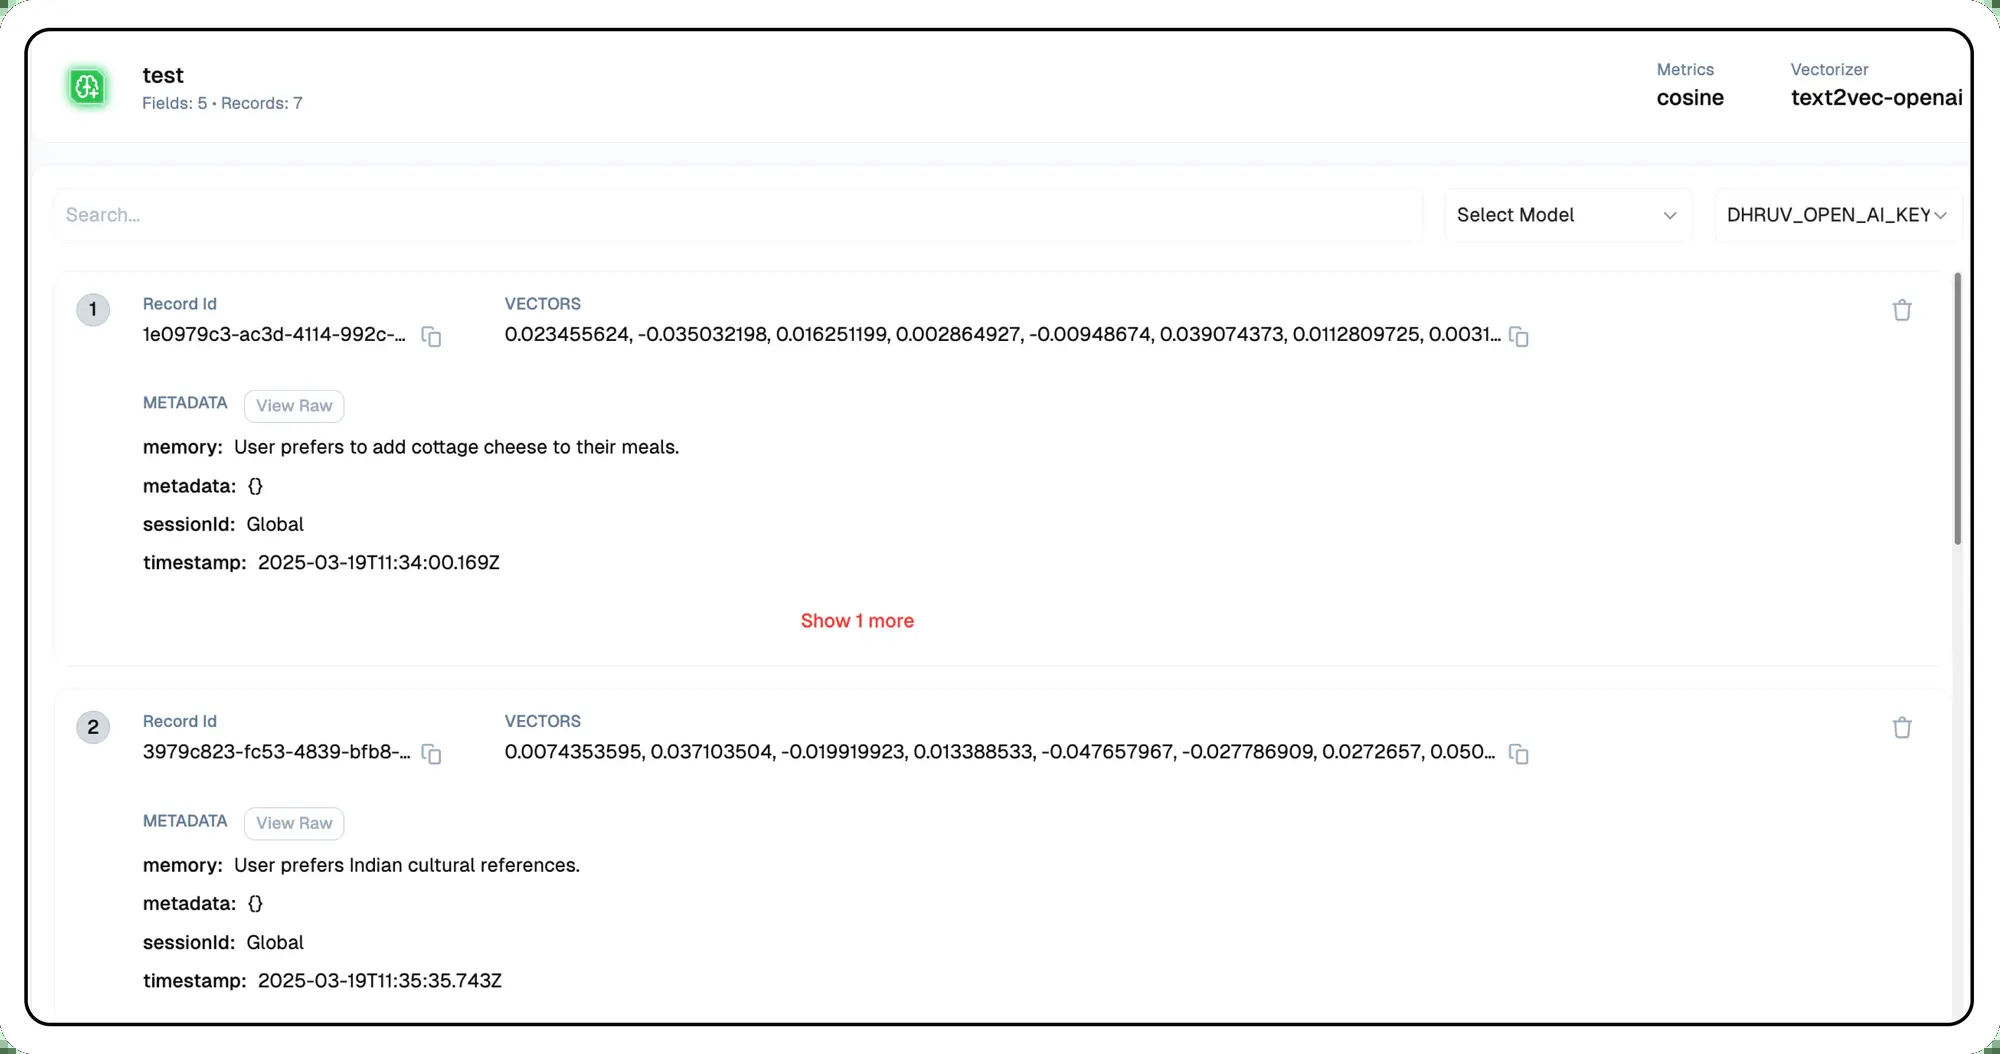 test
Fields: 5 • Records: 7
Metrics
cosine
Vectorizer
text2vec-openai
Search...
Select Model
DHRUV_OPEN_AI_KEY
1
Record Id
1e0979c3-ac3d-4114-992c-...
VECTORS
0.023455624, -0.035032198, 0.016251199, 0.002864927, -0.00948674, 0.039074373, 0.0112809725, 0.0031...
METADATA
View Raw
memory: User prefers to add cottage cheese to their meals.
metadata: {}
sessionId: Global
timestamp: 2025-03-19T11:34:00.169Z
Show 1 more
2
Record Id
3979c823-fc53-4839-bfb8-...
VECTORS
0.0074353595, 0.037103504, -0.019919923, 0.013388533, -0.047657967, -0.027786909, 0.0272657, 0.050...
METADATA
View Raw
memory: User prefers Indian cultural references.
metadata: {}
sessionId: Global
timestamp: 2025-03-19T11:35:35.743Z